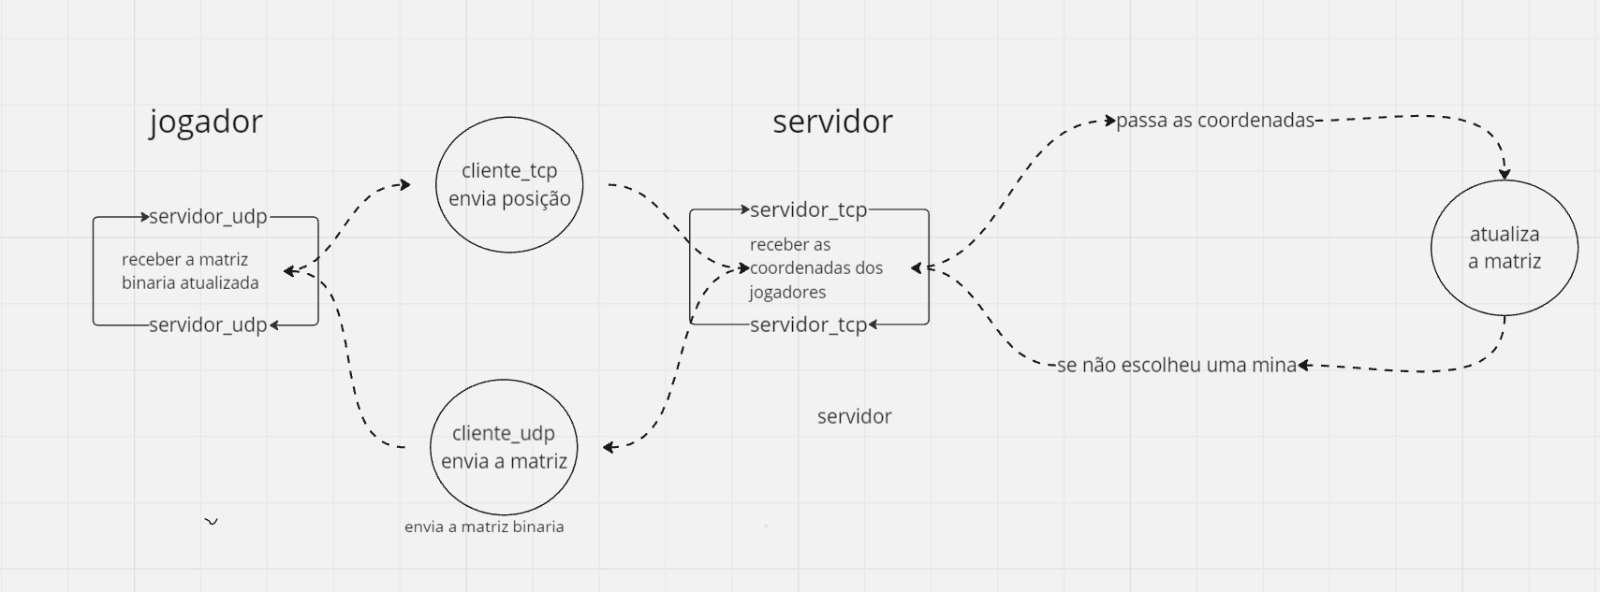 jogador
servidor
passa as coordenadas
cliente_tcp
envia posição
servidor_udp
receber a matriz
binaria atualizada
servidor_udp
servidor_tcp
receber as
coordenadas dos
jogadores
servidor_tcp
atualiza
a matriz
se não escolheu uma mina
servidor
cliente_udp
envia a matriz
envia a matriz binaria